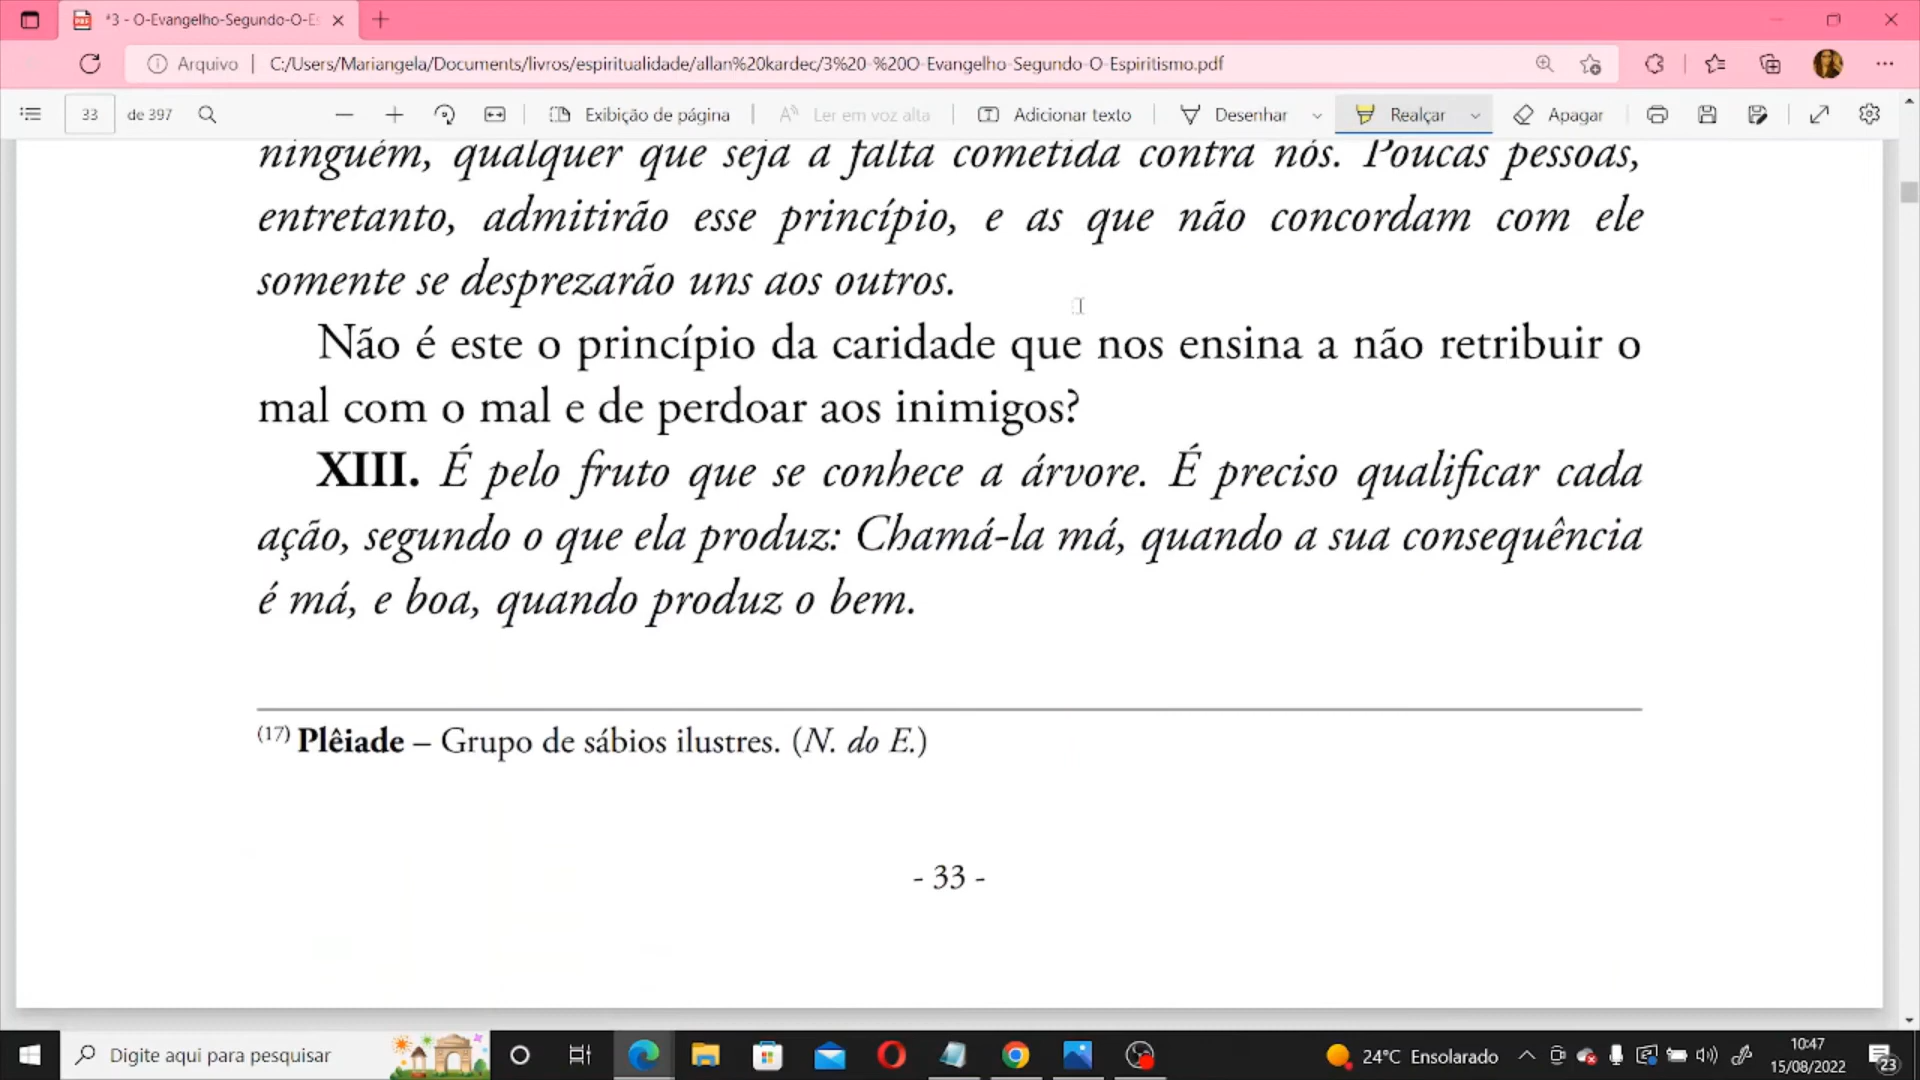 *3 - O-Evangelho-Segundo-O-Es
Arquivo | C:/Users/Mariangela/Documents/livros/espiritualidade/allan%20kardec/3%20-%20O-Evangelho-Segundo-O-Espiritismo.pdf
33 de 397 Exibição de página Ler em voz alta Adicionar texto Desenhar Realçar Apagar
ninguém, qualquer que seja a falta cometida contra nós. Poucas pessoas,
entretanto, admitirão esse princípio, e as que não concordam com ele
somente se desprezarão uns aos outros.
Não é este o princípio da caridade que nos ensina a não retribuir o
mal com o mal e de perdoar aos inimigos?
XIII. É pelo fruto que se conhece a árvore. É preciso qualificar cada
ação, segundo o que ela produz: Chamá-la má, quando a sua consequência
é má, e boa, quando produz o bem.
(17) Plêiade – Grupo de sábios ilustres. (N. do E.)
- 33 -
Digite aqui para pesquisar 24°C Ensolarado 10:47
15/08/2022 23